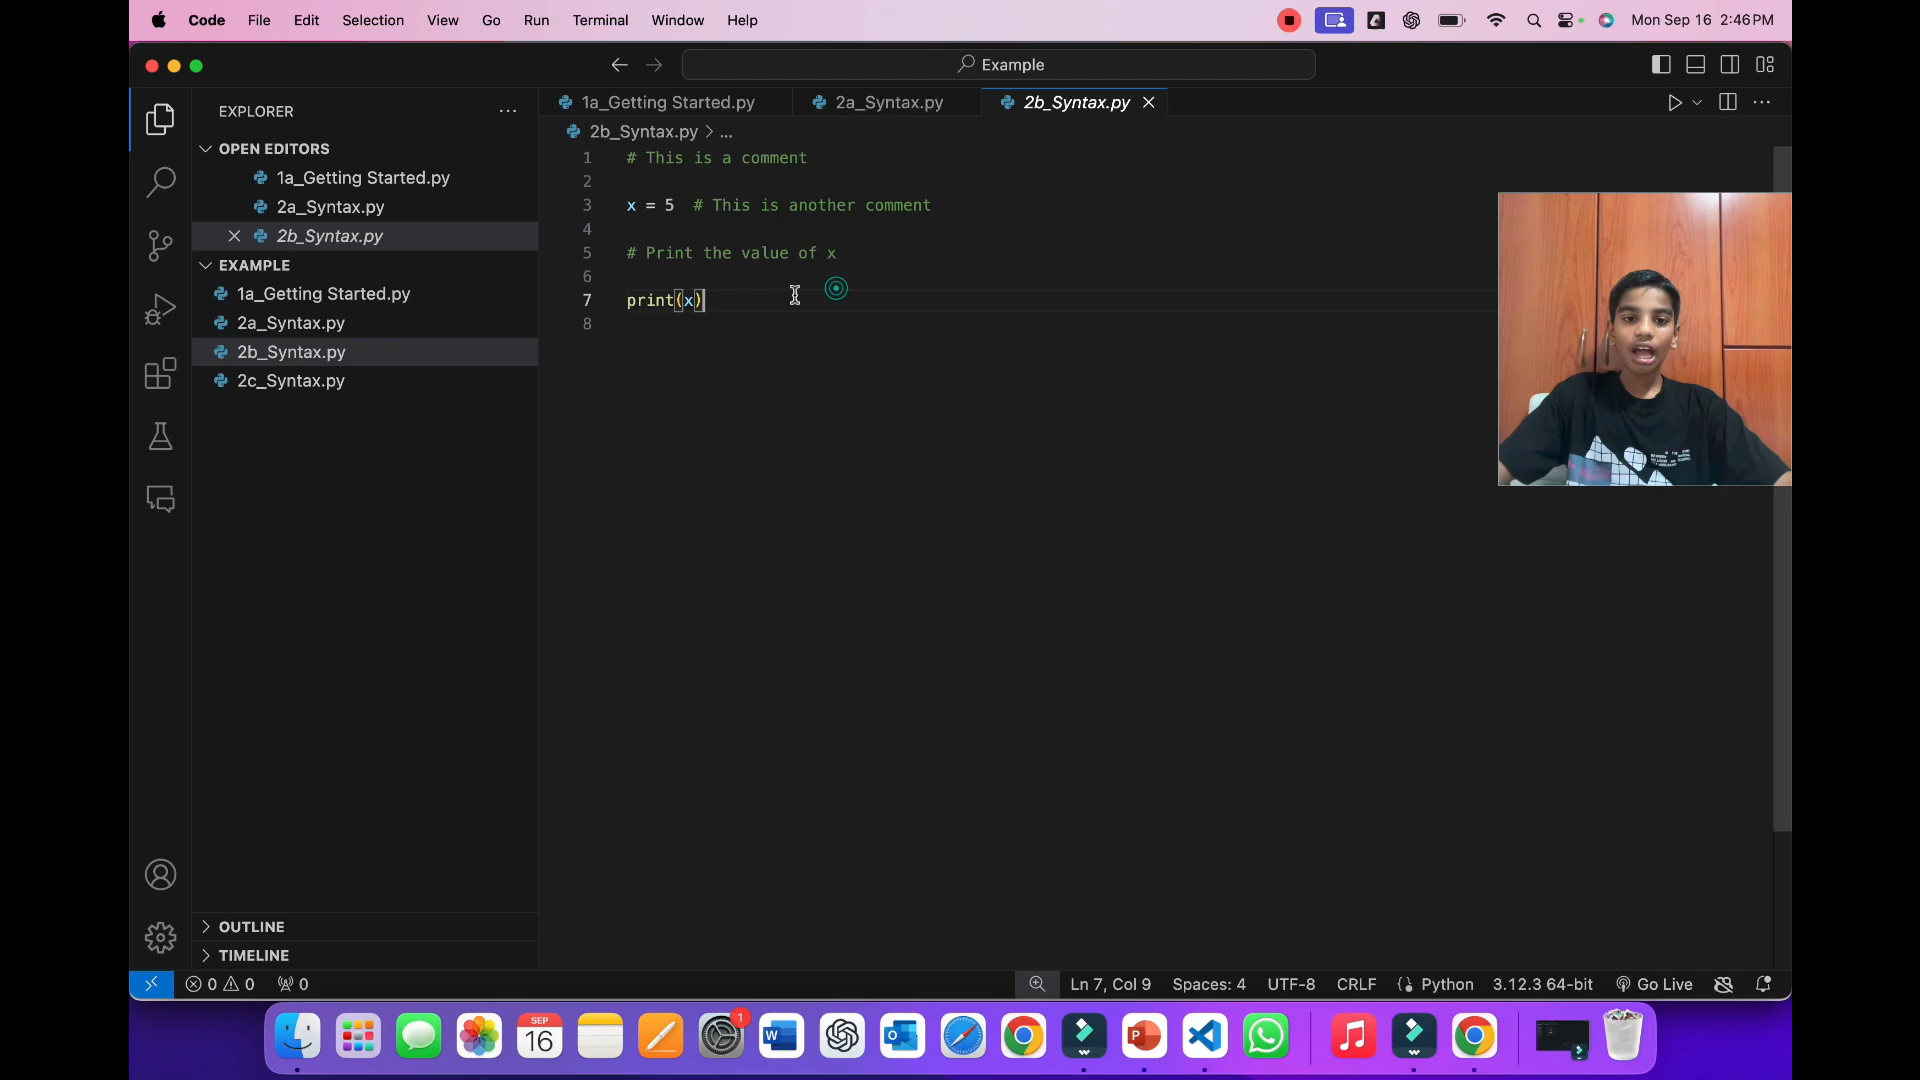 Code File Edit Selection View Go Run Terminal Window Help Mon Sep 16 2:46 PM
Example
EXPLORER
OPEN EDITORS
1a_Getting Started.py
2a_Syntax.py
2b_Syntax.py
EXAMPLE
1a_Getting Started.py
2a_Syntax.py
2b_Syntax.py
2c_Syntax.py
OUTLINE
TIMELINE
1a_Getting Started.py 2a_Syntax.py 2b_Syntax.py
2b_Syntax.py > ...
1 # This is a comment
2
3 x = 5 # This is another comment
4
5 # Print the value of x
6
7 print(x)
8
0 0 0 Ln 7, Col 9 Spaces: 4 UTF-8 CRLF Python 3.12.3 64-bit Go Live
SEP
16
1
W
O
P